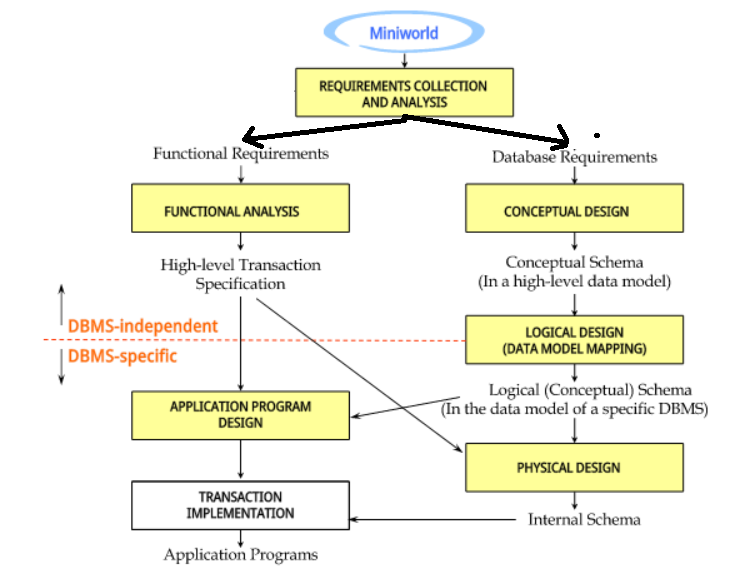 Miniworld
REQUIREMENTS COLLECTION
AND ANALYSIS
Functional Requirements
Database Requirements
FUNCTIONAL ANALYSIS
CONCEPTUAL DESIGN
High-level Transaction
Specification
Conceptual Schema
(In a high-level data model)
DBMS-independent
DBMS-specific
LOGICAL DESIGN
(DATA MODEL MAPPING)
Logical (Conceptual) Schema
(In the data model of a specific DBMS)
APPLICATION PROGRAM
DESIGN
PHYSICAL DESIGN
TRANSACTION
IMPLEMENTATION
Internal Schema
Application Programs